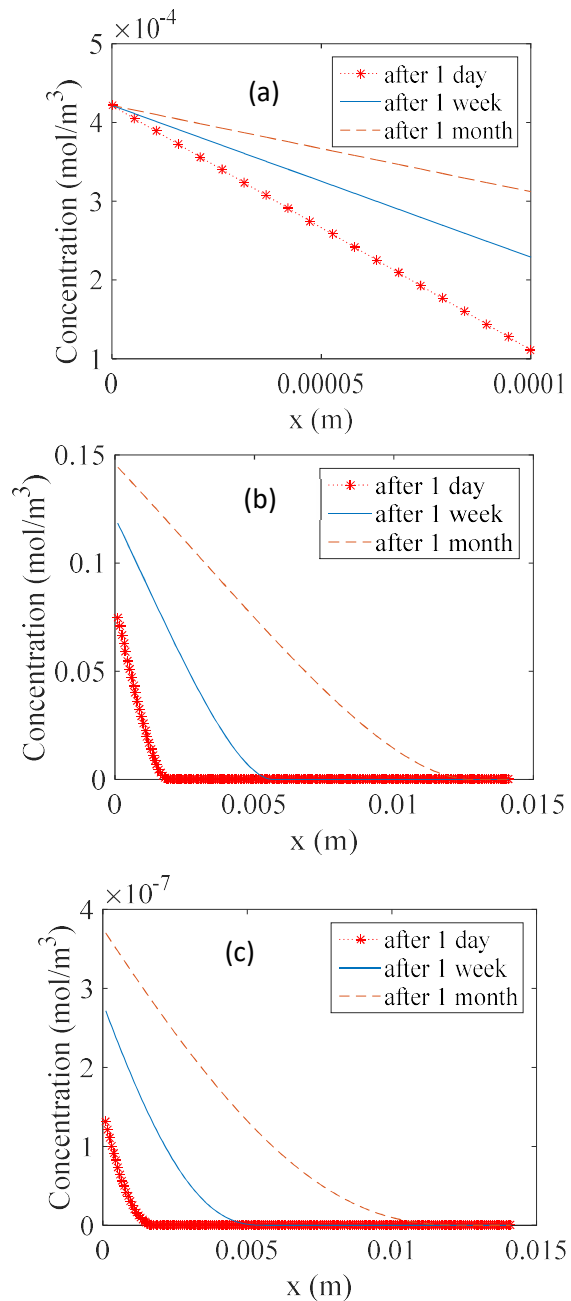 ×10⁻⁴
5
(a)
after 1 day
after 1 week
after 1 month
4
3
2
1
Concentration (mol/m³)
0
0.00005
0.0001
x (m)
0.15
(b)
after 1 day
after 1 week
after 1 month
0.1
0.05
0
Concentration (mol/m³)
0
0.005
0.01
0.015
x (m)
×10⁻⁷
4
(c)
after 1 day
after 1 week
after 1 month
3
2
1
0
Concentration (mol/m³)
0
0.005
0.01
0.015
x (m)